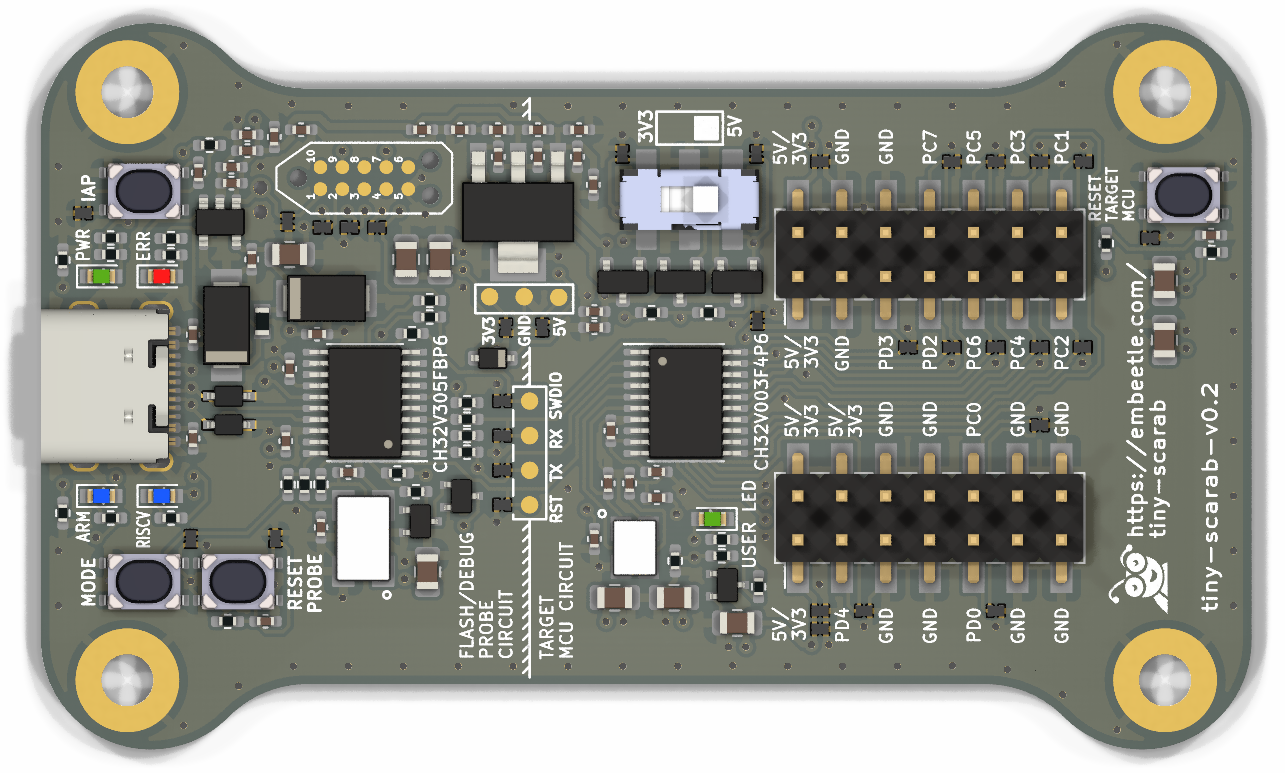 IAP
PWR
ERR
10 9 8 7 6
1 2 3 4 5
3V3
5V
5V/
3V3
GND
GND
PC7
PC5
PC3
PC1
RESET
TARGET
MCU
3V3
GND
5V
5V/
3V3
GND
PD3
PD2
PC6
PC4
PC2
CH32V305FBP6
SWDIO
RX
TX
RST
CH32V003F4P6
5V/
3V3
5V/
3V3
GND
GND
PC0
GND
GND
ARM
RISCV
MODE
RESET
PROBE
FLASH/DEBUG
PROBE
CIRCUIT
TARGET
MCU CIRCUIT
USER LED
5V/
3V3
PD4
GND
GND
PD0
GND
GND
https://embeetle.com/
tiny-scarab
tiny-scarab-v0.2